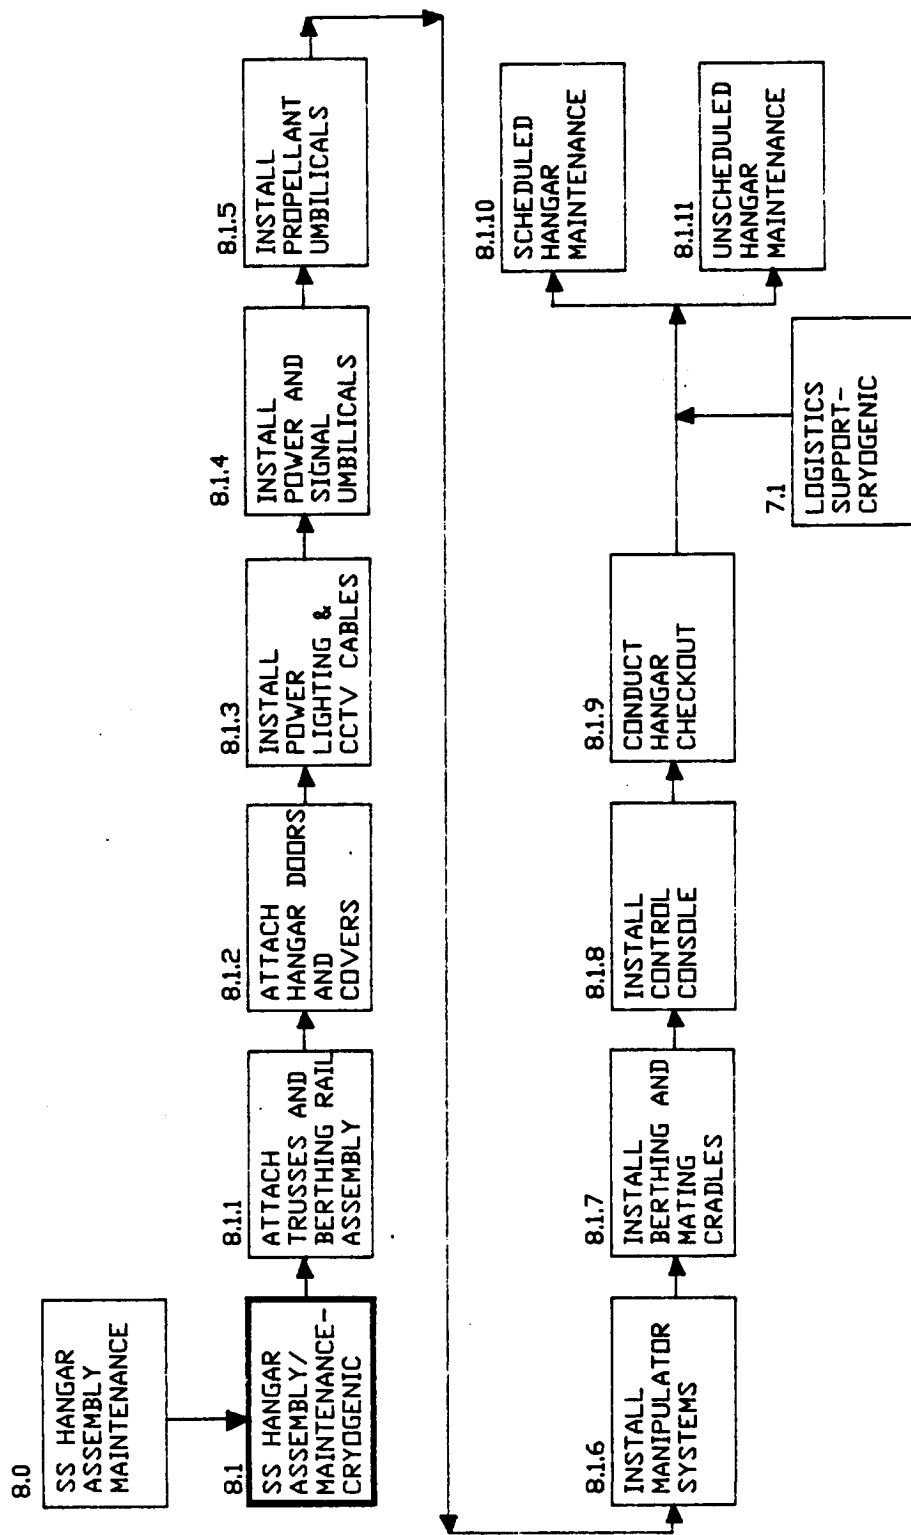 8.0
SS HANGAR
ASSEMBLY
MAINTENANCE
8.1
SS HANGAR
ASSEMBLY/
MAINTENANCE-
CRYOGENIC
8.1.1
ATTACH
TRUSSES AND
BERTHING RAIL
ASSEMBLY
8.1.2
ATTACH
HANGAR DOORS
AND
COVERS
8.1.3
INSTALL
POWER
LIGHTING &
CCTV CABLES
8.1.4
INSTALL
POWER AND
SIGNAL
UMBILICALS
8.1.5
INSTALL
PROPELLANT
UMBILICALS
8.1.6
INSTALL
MANIPULATOR
SYSTEMS
8.1.7
INSTALL
BERTHING AND
MATING
CRADLES
8.1.8
INSTALL
CONTROL
CONSOLE
8.1.9
CONDUCT
HANGAR
CHECKOUT
7.1
LOGISTICS
SUPPORT-
CRYOGENIC
8.1.10
SCHEDULED
HANGAR
MAINTENANCE
8.1.11
UNSCHEDULED
HANGAR
MAINTENANCE